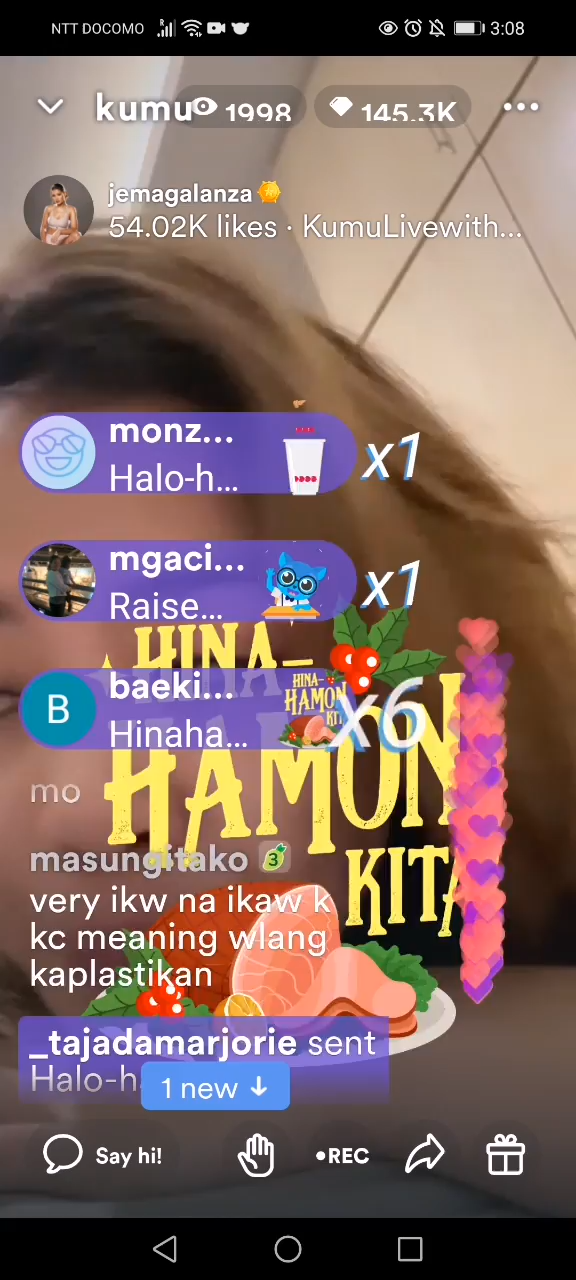 NTT DOCOMO
3:08
kumu 1998 145.3K
jemagalanza
54.02K likes · KumuLivewith...
monz...
Halo-h... x1
mgaci...
Raise... x1
HINA-
HAMON
KITA
baeki...
B
Hinaha... x6
HINA-
HAMON
mo
masungitako 3
very ikw na ikaw k
kc meaning wlang
kaplastikan
_tajadamarjorie sent
Halo-h
1 new ↓
Say hi!
•REC